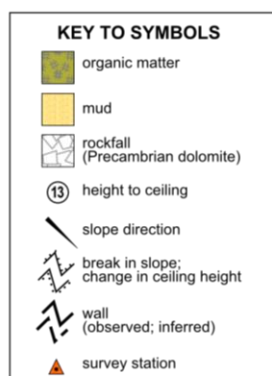 KEY TO SYMBOLS
organic matter
mud
rockfall
(Precambrian dolomite)
13
height to ceiling
slope direction
break in slope;
change in ceiling height
wall
(observed; inferred)
survey station